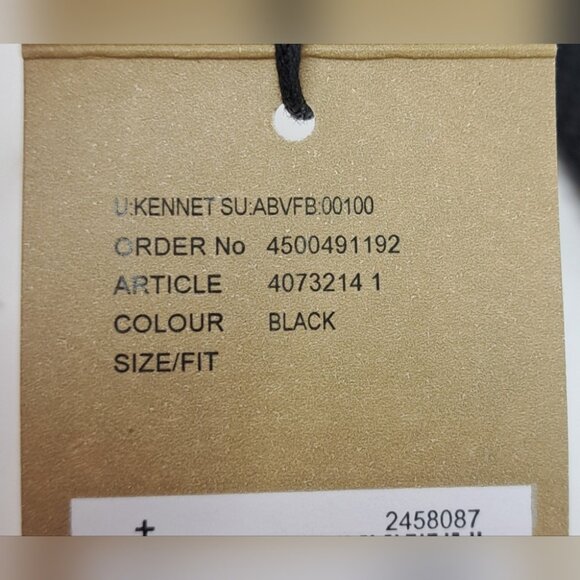 U:KENNET SU:ABVFB:00100
ORDER No 4500491192
ARTICLE 4073214 1
COLOUR BLACK
SIZE/FIT
2458087